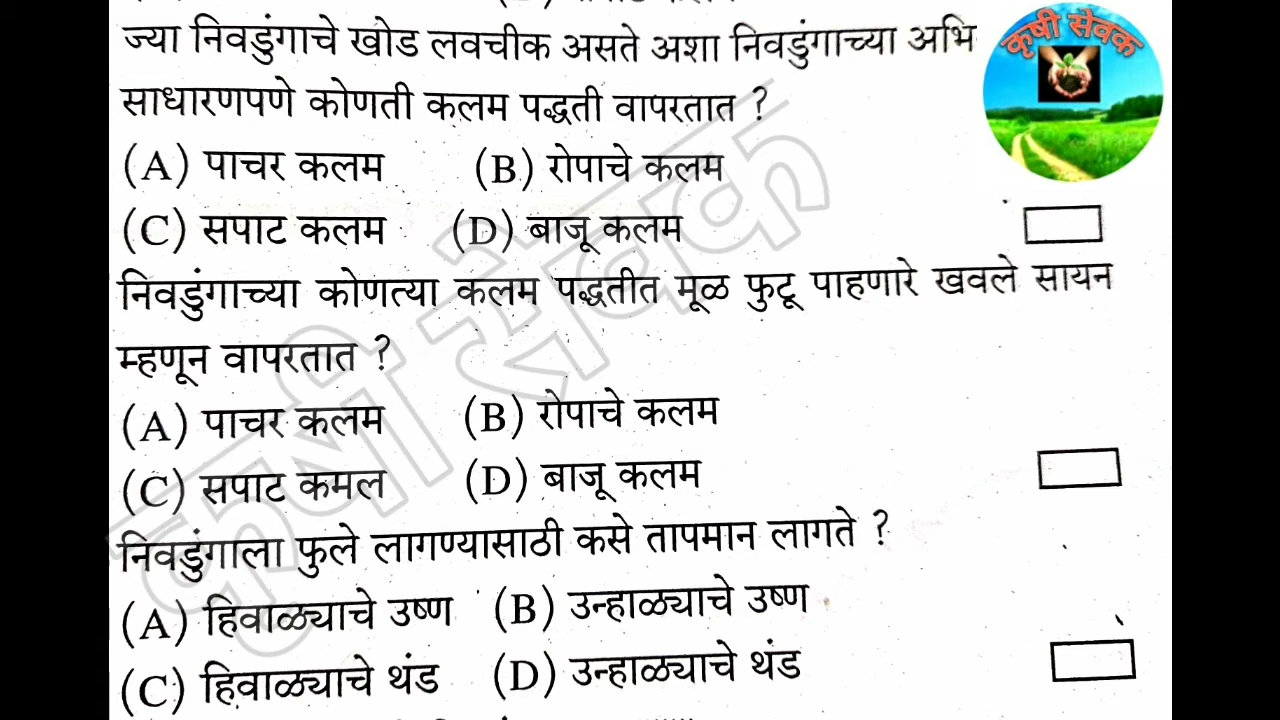 ज्या निवडुंगाचे खोड लवचीक असते अशा निवडुंगाच्या अभि
कृषी सेवक
साधारणपणे कोणती कलम पद्धती वापरतात ?
(A) पाचर कलम (B) रोपाचे कलम
(C) सपाट कलम (D) बाजू कलम
निवडुंगाच्या कोणत्या कलम पद्धतीत मूळ फुटू पाहणारे खवले सायन
म्हणून वापरतात ?
(A) पाचर कलम (B) रोपाचे कलम
(C) सपाट कमल (D) बाजू कलम
निवडुंगाला फुले लागण्यासाठी कसे तापमान लागते ?
(A) हिवाळ्याचे उष्ण (B) उन्हाळ्याचे उष्ण
(C) हिवाळ्याचे थंड (D) उन्हाळ्याचे थंड
कृषी सेवक